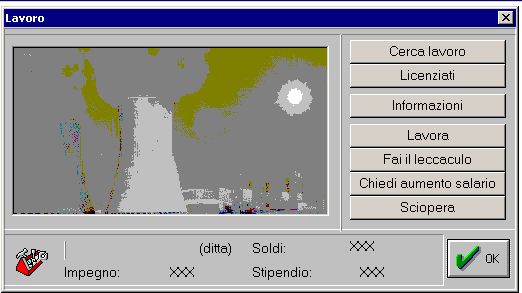 Lavoro
Cerca lavoro
Licenziati
Informazioni
Lavora
Fai il leccaculo
Chiedi aumento salario
Sciopera
(ditta) Soldi: XXX
Impegno: XXX Stipendio: XXX
OK